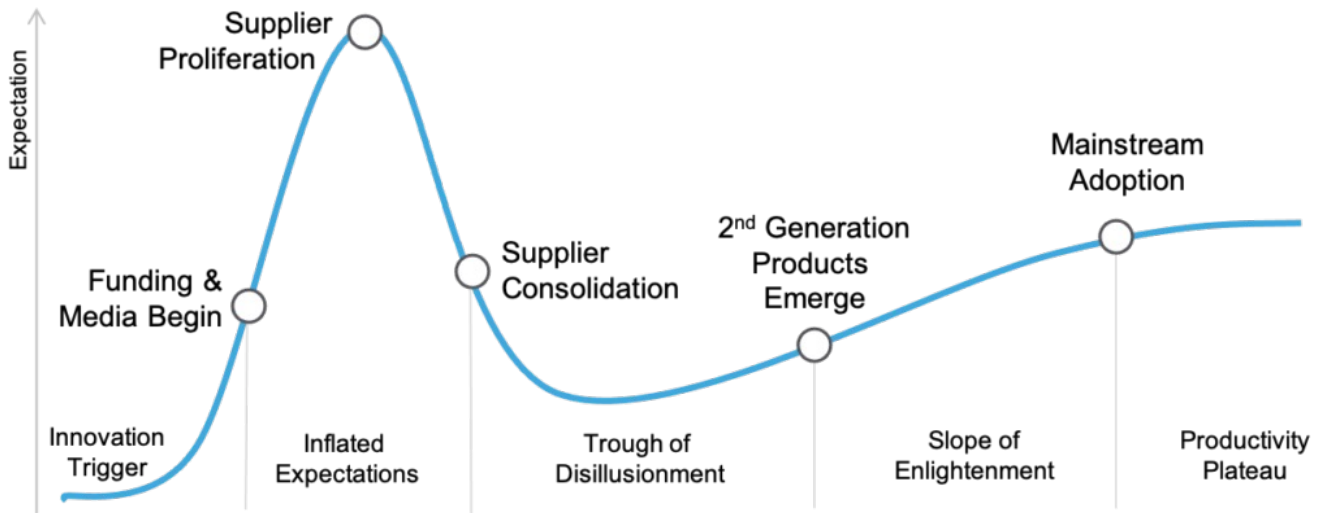 Supplier
Proliferation
Expectation
Mainstream
Adoption
2nd Generation
Products
Emerge
Supplier
Consolidation
Funding &
Media Begin
Innovation
Trigger
Inflated
Expectations
Trough of
Disillusionment
Slope of
Enlightenment
Productivity
Plateau